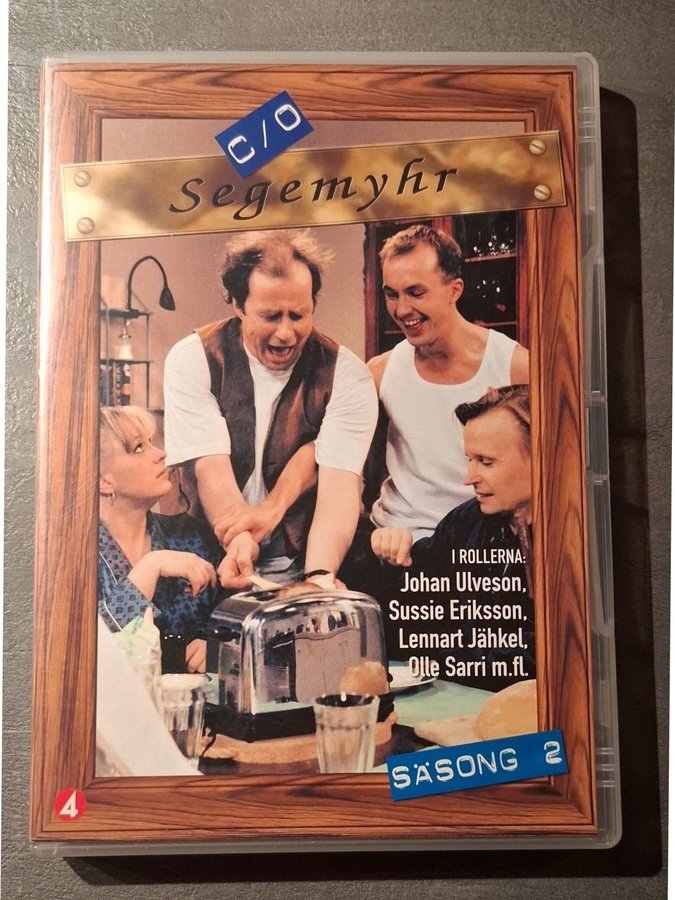 C/O
Segemyhr
I ROLLERNA:
Johan Ulveson,
Sussie Eriksson,
Lennart Jähkel,
Olle Sarri m.fl.
SÄSONG 2
4